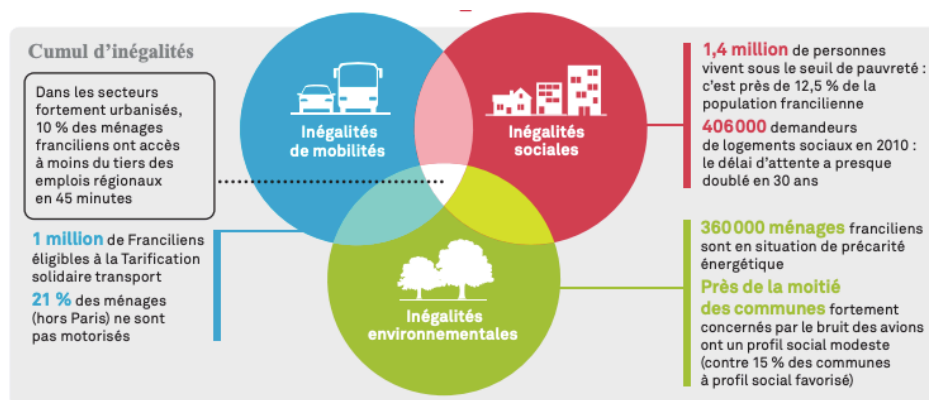 Cumul d'inégalités
Dans les secteurs
fortement urbanisés,
10 % des ménages
franciliens ont accès
à moins du tiers des
emplois régionaux
en 45 minutes
1 million de Franciliens
éligibles à la Tarification
solidaire transport
21 % des ménages
(hors Paris) ne sont
pas motorisés
Inégalités
de mobilités
Inégalités
sociales
Inégalités
environnementales
1,4 million de personnes
vivent sous le seuil de pauvreté :
c'est près de 12,5 % de la
population francilienne
406 000 demandeurs
de logements sociaux en 2010 :
le délai d'attente a presque
doublé en 30 ans
360 000 ménages franciliens
sont en situation de précarité
énergétique
Près de la moitié
des communes fortement
concernés par le bruit des avions
ont un profil social modeste
(contre 15 % des communes
à profil social favorisé)